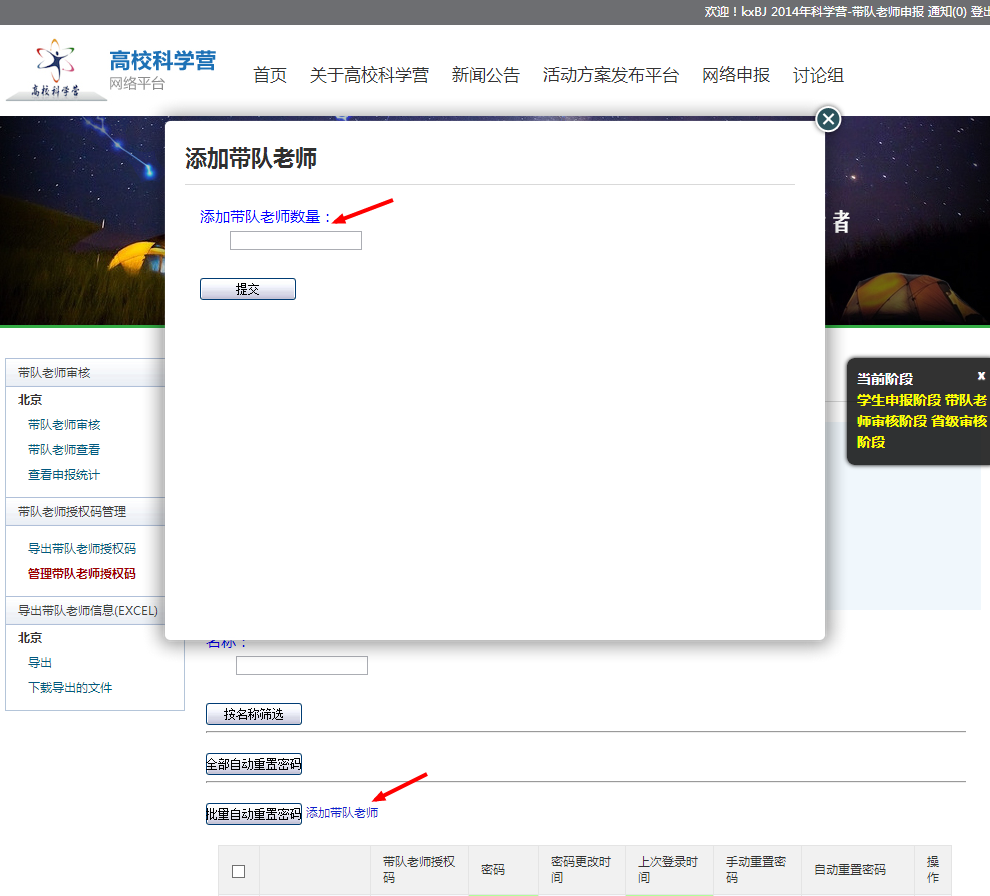 欢迎！kxBJ 2014年科学营-带队老师申报 通知(0) 登出
高校科学营
网络平台
高校科学营
首页 关于高校科学营 新闻公告 活动方案发布平台 网络申报 讨论组
添加带队老师
添加带队老师数量：
提交
者
当前阶段 x
学生申报阶段 带队老
师审核阶段 省级审核
阶段
带队老师审核
北京
带队老师审核
带队老师查看
查看申报统计
带队老师授权码管理
导出带队老师授权码
管理带队老师授权码
导出带队老师信息(EXCEL)
北京
导出
下载导出的文件
名称：
按名称筛选
全部自动重置密码
批量自动重置密码 添加带队老师
带队老师授权码 密码 密码更改时间 上次登录时间 手动重置密码 自动重置密码 操作